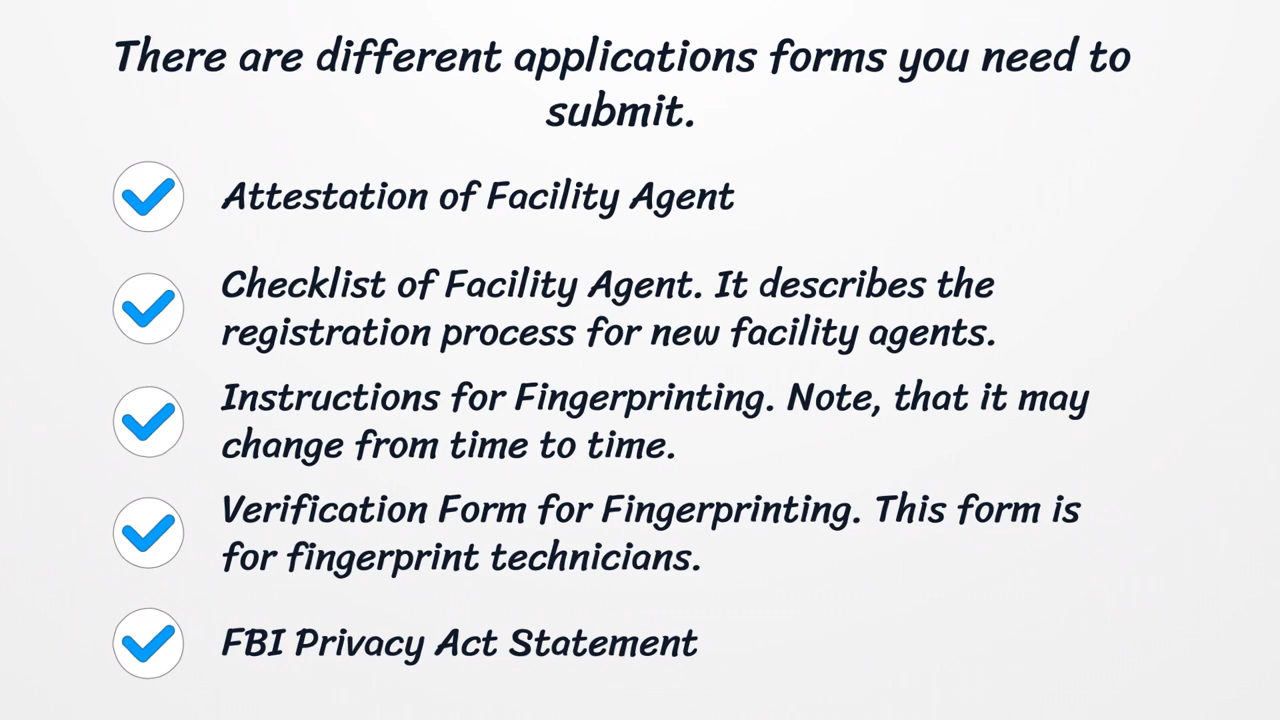 There are different applications forms you need to
submit.
Attestation of Facility Agent
Checklist of Facility Agent. It describes the
registration process for new facility agents.
Instructions for Fingerprinting. Note, that it may
change from time to time.
Verification Form for Fingerprinting. This form is
for fingerprint technicians.
FBI Privacy Act Statement